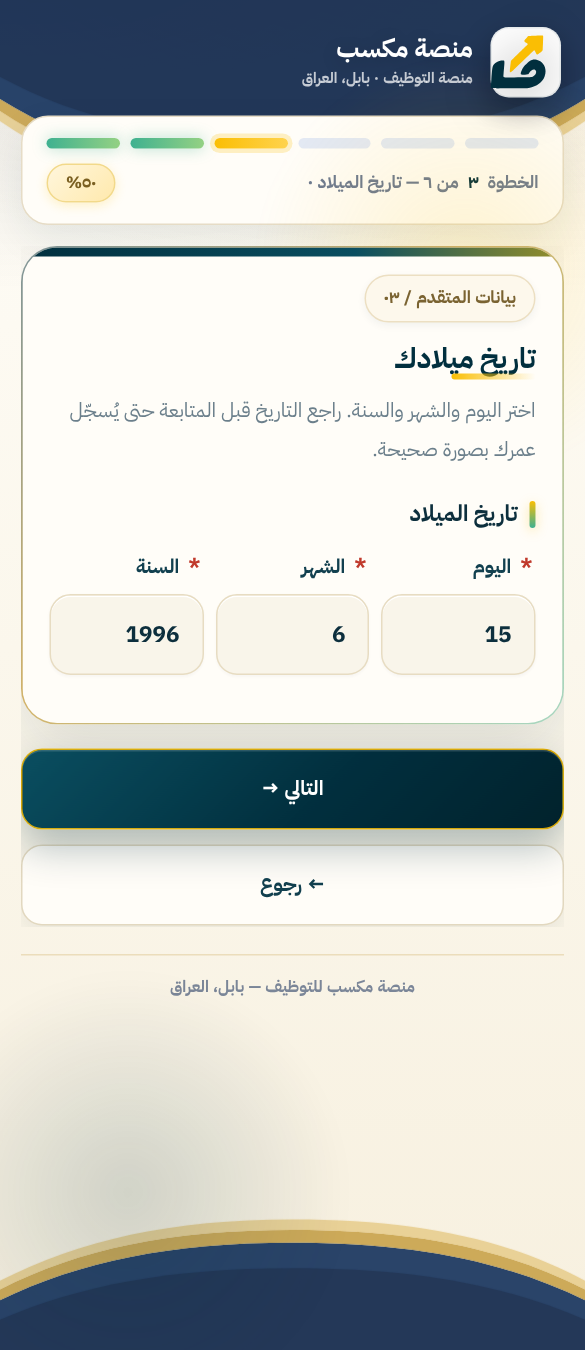 منصة مكسب
منصة التوظيف · بابل، العراق
الخطوة ٣ من ٦ — تاريخ الميلاد ·
٥٠%
بيانات المتقدم / ٠٣
تاريخ ميلادك
اختر اليوم والشهر والسنة. راجع التاريخ قبل المتابعة حتى يُسجّل
عمرك بصورة صحيحة.
تاريخ الميلاد
* اليوم * الشهر * السنة
15 6 1996
التالي →
← رجوع
منصة مكسب للتوظيف — بابل، العراق